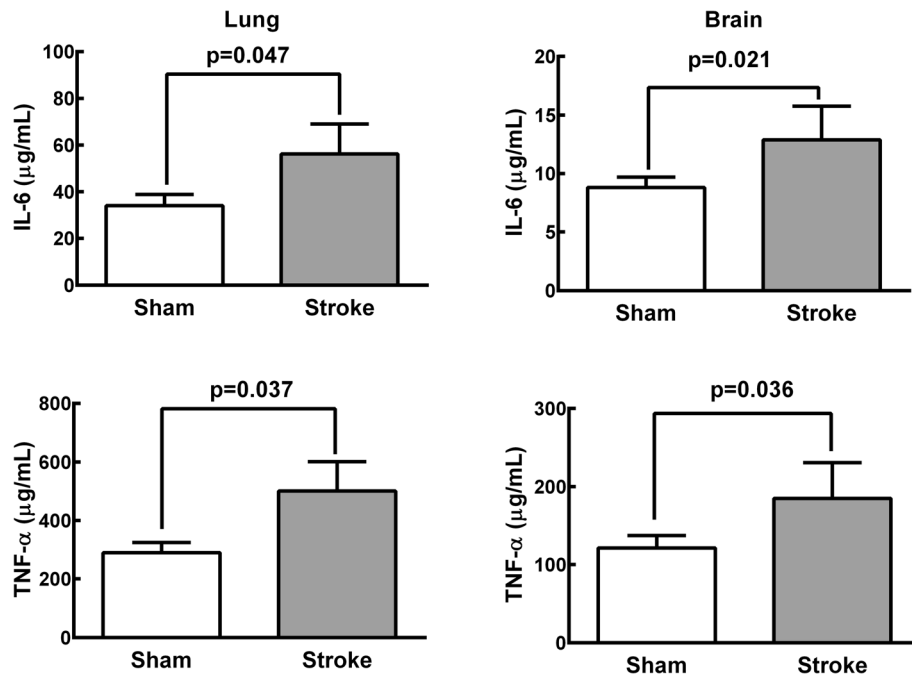 Lung
100
80
60
40
20
0
IL-6 (μg/mL)
p=0.047
Sham Stroke
Brain
20
15
10
5
0
IL-6 (μg/mL)
p=0.021
Sham Stroke
800
600
400
200
0
TNF-α (μg/mL)
p=0.037
Sham Stroke
300
200
100
0
TNF-α (μg/mL)
p=0.036
Sham Stroke